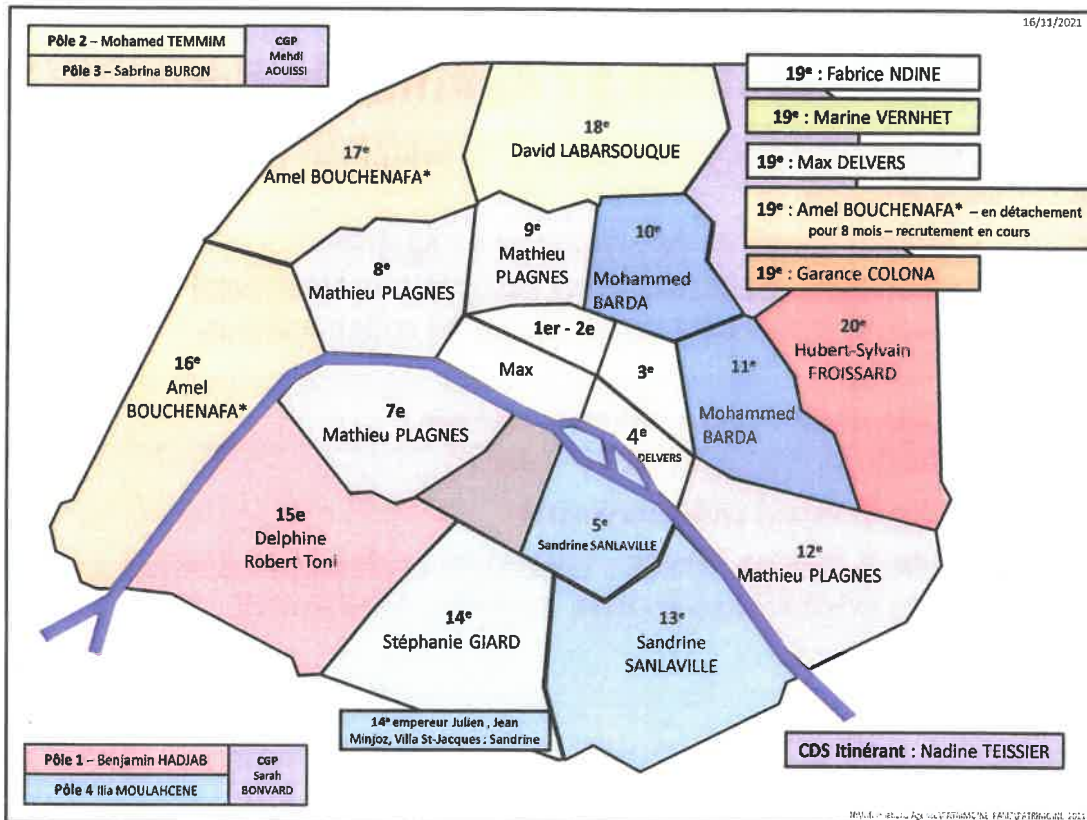 16/11/2021
Pôle 2 – Mohamed TEMMIM
Pôle 3 – Sabrina BURON
CGP
Mehdi
AOUISSI
19e : Fabrice NDINE
19e : Marine VERNHET
19e : Max DELVERS
19e : Amel BOUCHENAFA* – en détachement
pour 8 mois – recrutement en cours
19e : Garance COLONA
18e
David LABARSOUQUE
17e
Amel BOUCHENAFA*
9e
Mathieu
PLAGNES
10e
Mohammed
BARDA
8e
Mathieu PLAGNES
1er - 2e
Max
3e
4e
DELVERS
11e
Mohammed
BARDA
20e
Hubert-Sylvain
FROISSARD
16e
Amel
BOUCHENAFA*
7e
Mathieu PLAGNES
15e
Delphine
Robert Toni
5e
Sandrine SANLAVILLE
12e
Mathieu PLAGNES
14e
Stéphanie GIARD
13e
Sandrine
SANLAVILLE
14e empereur Julien , Jean
Minjoz, Villa St-Jacques : Sandrine
Pôle 1 – Benjamin HADJAB
Pôle 4 Ilia MOULAHCENE
CGP
Sarah
BONVARD
CDS Itinérant : Nadine TEISSIER